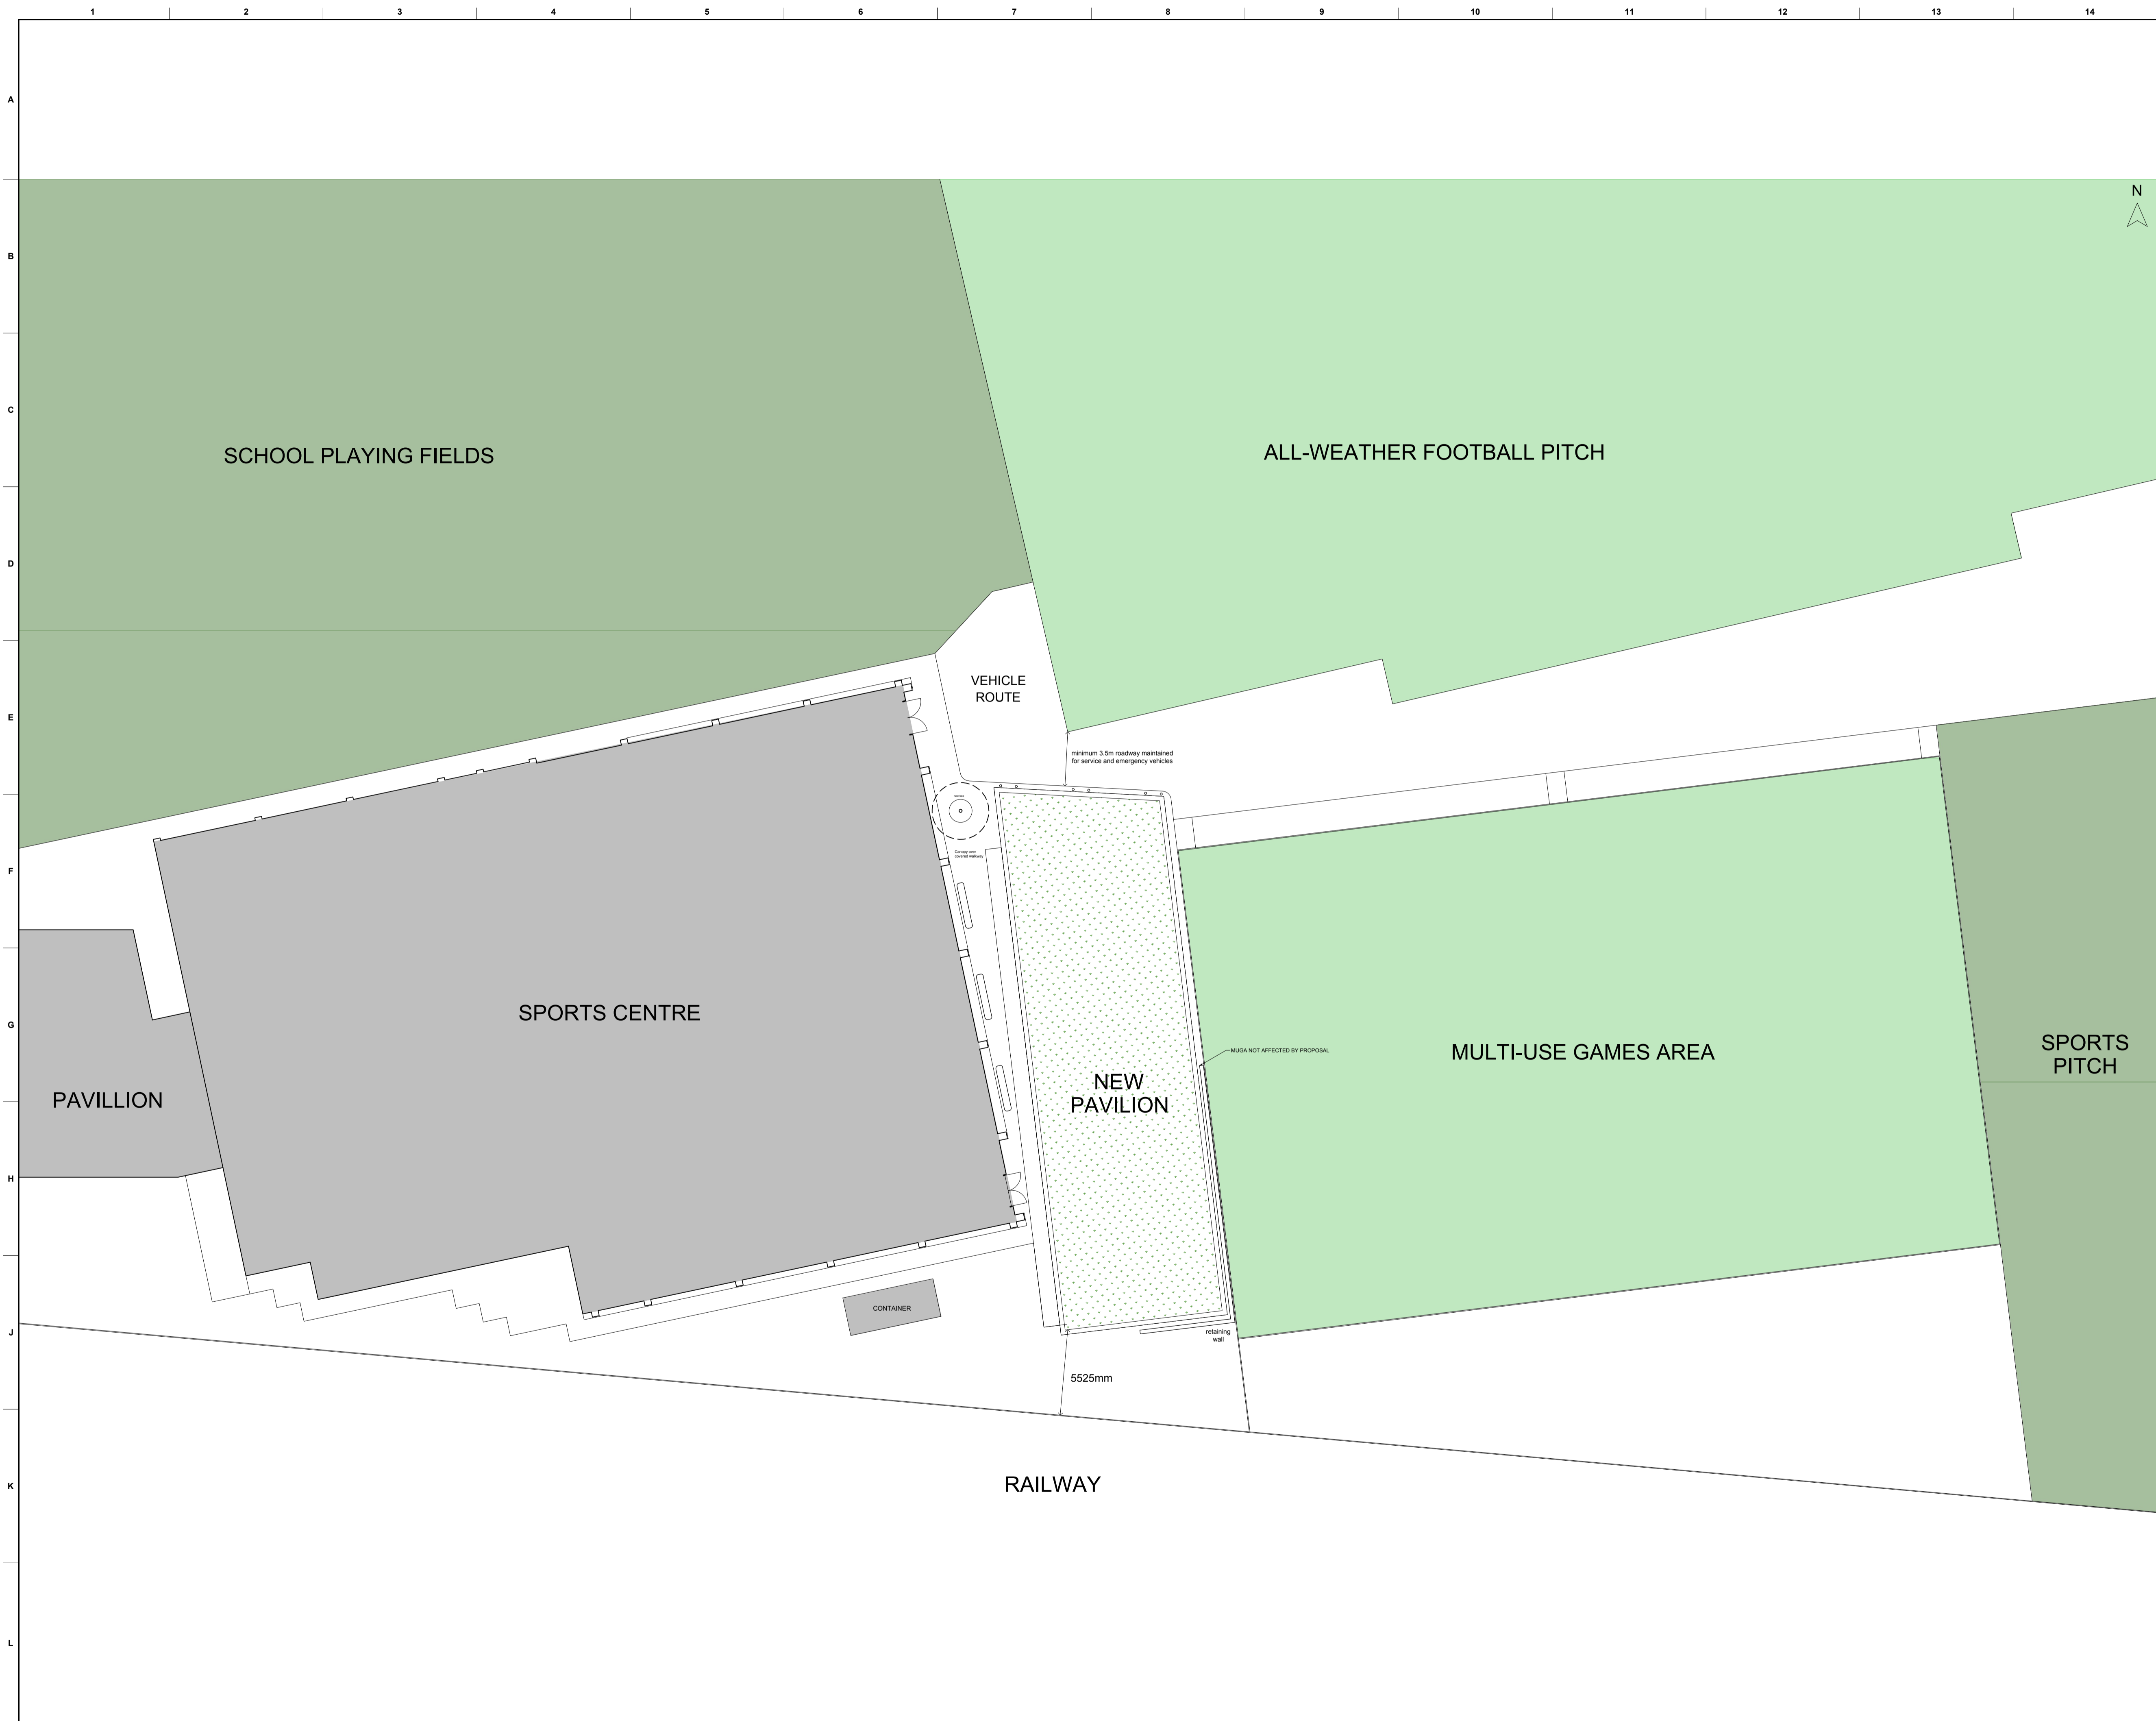 1 2 3 4 5 6 7 8 9 10 11 12 13 14
A
N
B
C
SCHOOL PLAYING FIELDS
ALL-WEATHER FOOTBALL PITCH
D
VEHICLE
ROUTE
E
minimum 3.5m roadway maintained
for service and emergency vehicles
Canopy over
covered walkway
F
SPORTS CENTRE
G
MUGA NOT AFFECTED BY PROPOSAL
MULTI-USE GAMES AREA
SPORTS
PITCH
NEW
PAVILION
PAVILLION
H
CONTAINER
J
retaining
wall
5525mm
RAILWAY
K
L